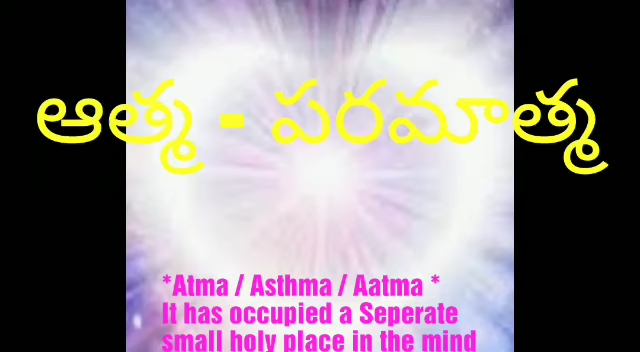 ఆత్మ - పరమాత్మ
*Atma / Asthma / Aatma *
It has occupied a Seperate
small holy place in the mind